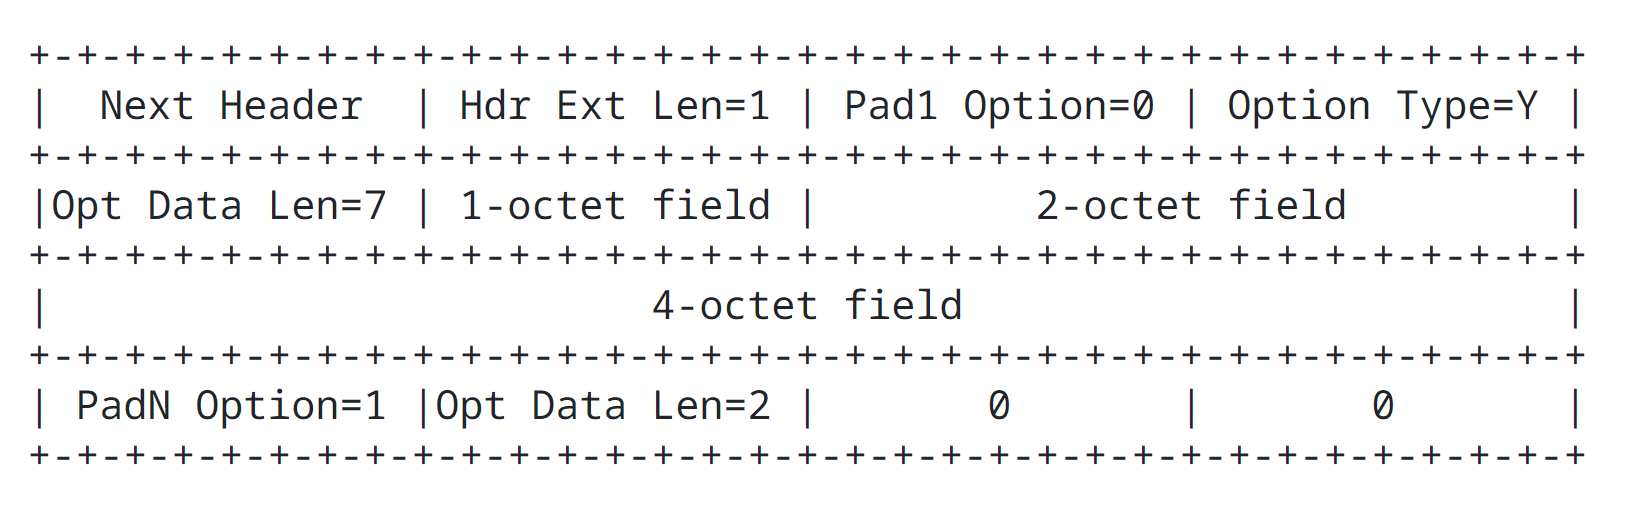 +-+-+-+-+-+-+-+-+-+-+-+-+-+-+-+-+-+-+-+-+-+-+-+-+-+-+-+-+-+-+-+-+
|  Next Header  | Hdr Ext Len=1 | Pad1 Option=0 | Option Type=Y |
+-+-+-+-+-+-+-+-+-+-+-+-+-+-+-+-+-+-+-+-+-+-+-+-+-+-+-+-+-+-+-+-+
|Opt Data Len=7 | 1-octet field |         2-octet field         |
+-+-+-+-+-+-+-+-+-+-+-+-+-+-+-+-+-+-+-+-+-+-+-+-+-+-+-+-+-+-+-+-+
|                         4-octet field                         |
+-+-+-+-+-+-+-+-+-+-+-+-+-+-+-+-+-+-+-+-+-+-+-+-+-+-+-+-+-+-+-+-+
| PadN Option=1 |Opt Data Len=2 |       0       |       0       |
+-+-+-+-+-+-+-+-+-+-+-+-+-+-+-+-+-+-+-+-+-+-+-+-+-+-+-+-+-+-+-+-+